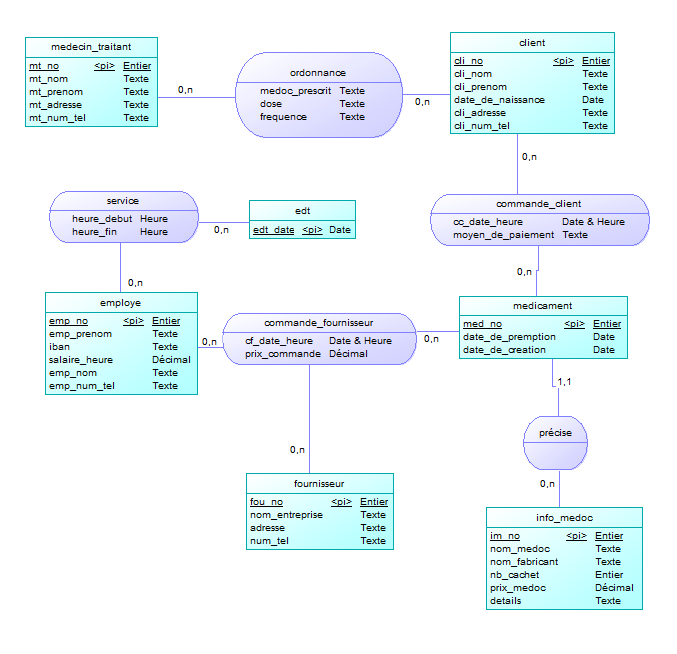 medecin_traitant
mt_no <pi> Entier
mt_nom Texte
mt_prenom Texte
mt_adresse Texte
mt_num_tel Texte
0,n
ordonnance
medoc_prescrit Texte
dose Texte
frequence Texte
0,n
client
cli_no <pi> Entier
cli_nom Texte
cli_prenom Texte
date_de_naissance Date
cli_adresse Texte
cli_num_tel Texte
0,n
commande_client
cc_date_heure Date & Heure
moyen_de_paiement Texte
0,n
service
heure_debut Heure
heure_fin Heure
0,n
edt
edt_date <pi> Date
0,n
employe
emp_no <pi> Entier
emp_prenom Texte
iban Texte
salaire_heure Décimal
emp_nom Texte
emp_num_tel Texte
0,n
commande_fournisseur
cf_date_heure Date & Heure
prix_commande Décimal
0,n
medicament
med_no <pi> Entier
date_de_premption Date
date_de_creation Date
1,1
précise
0,n
0,n
fournisseur
fou_no <pi> Entier
nom_entreprise Texte
adresse Texte
num_tel Texte
info_medoc
im_no <pi> Entier
nom_medoc Texte
nom_fabricant Texte
nb_cachet Entier
prix_medoc Décimal
details Texte